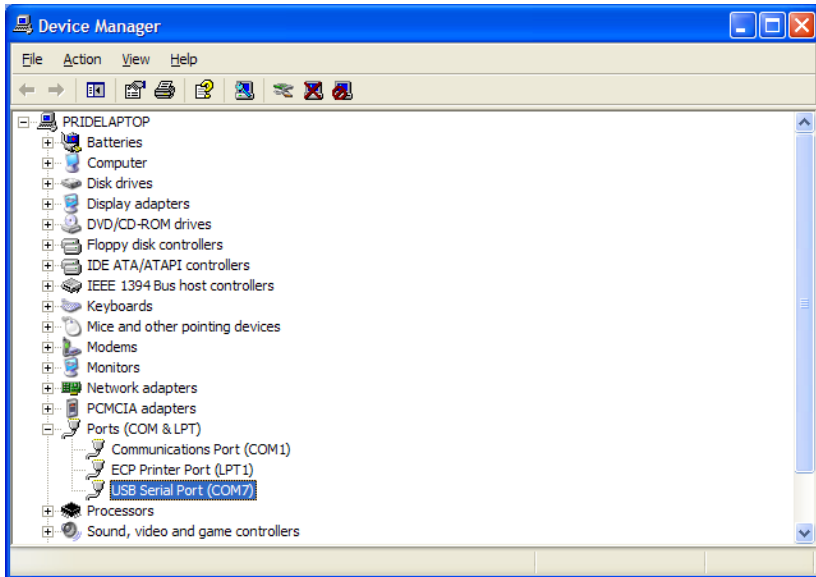 Device Manager
File Action View Help
PRIDELAPTOP
Batteries
Computer
Disk drives
Display adapters
DVD/CD-ROM drives
Floppy disk controllers
IDE ATA/ATAPI controllers
IEEE 1394 Bus host controllers
Keyboards
Mice and other pointing devices
Modems
Monitors
Network adapters
PCMCIA adapters
Ports (COM & LPT)
Communications Port (COM1)
ECP Printer Port (LPT1)
USB Serial Port (COM7)
Processors
Sound, video and game controllers